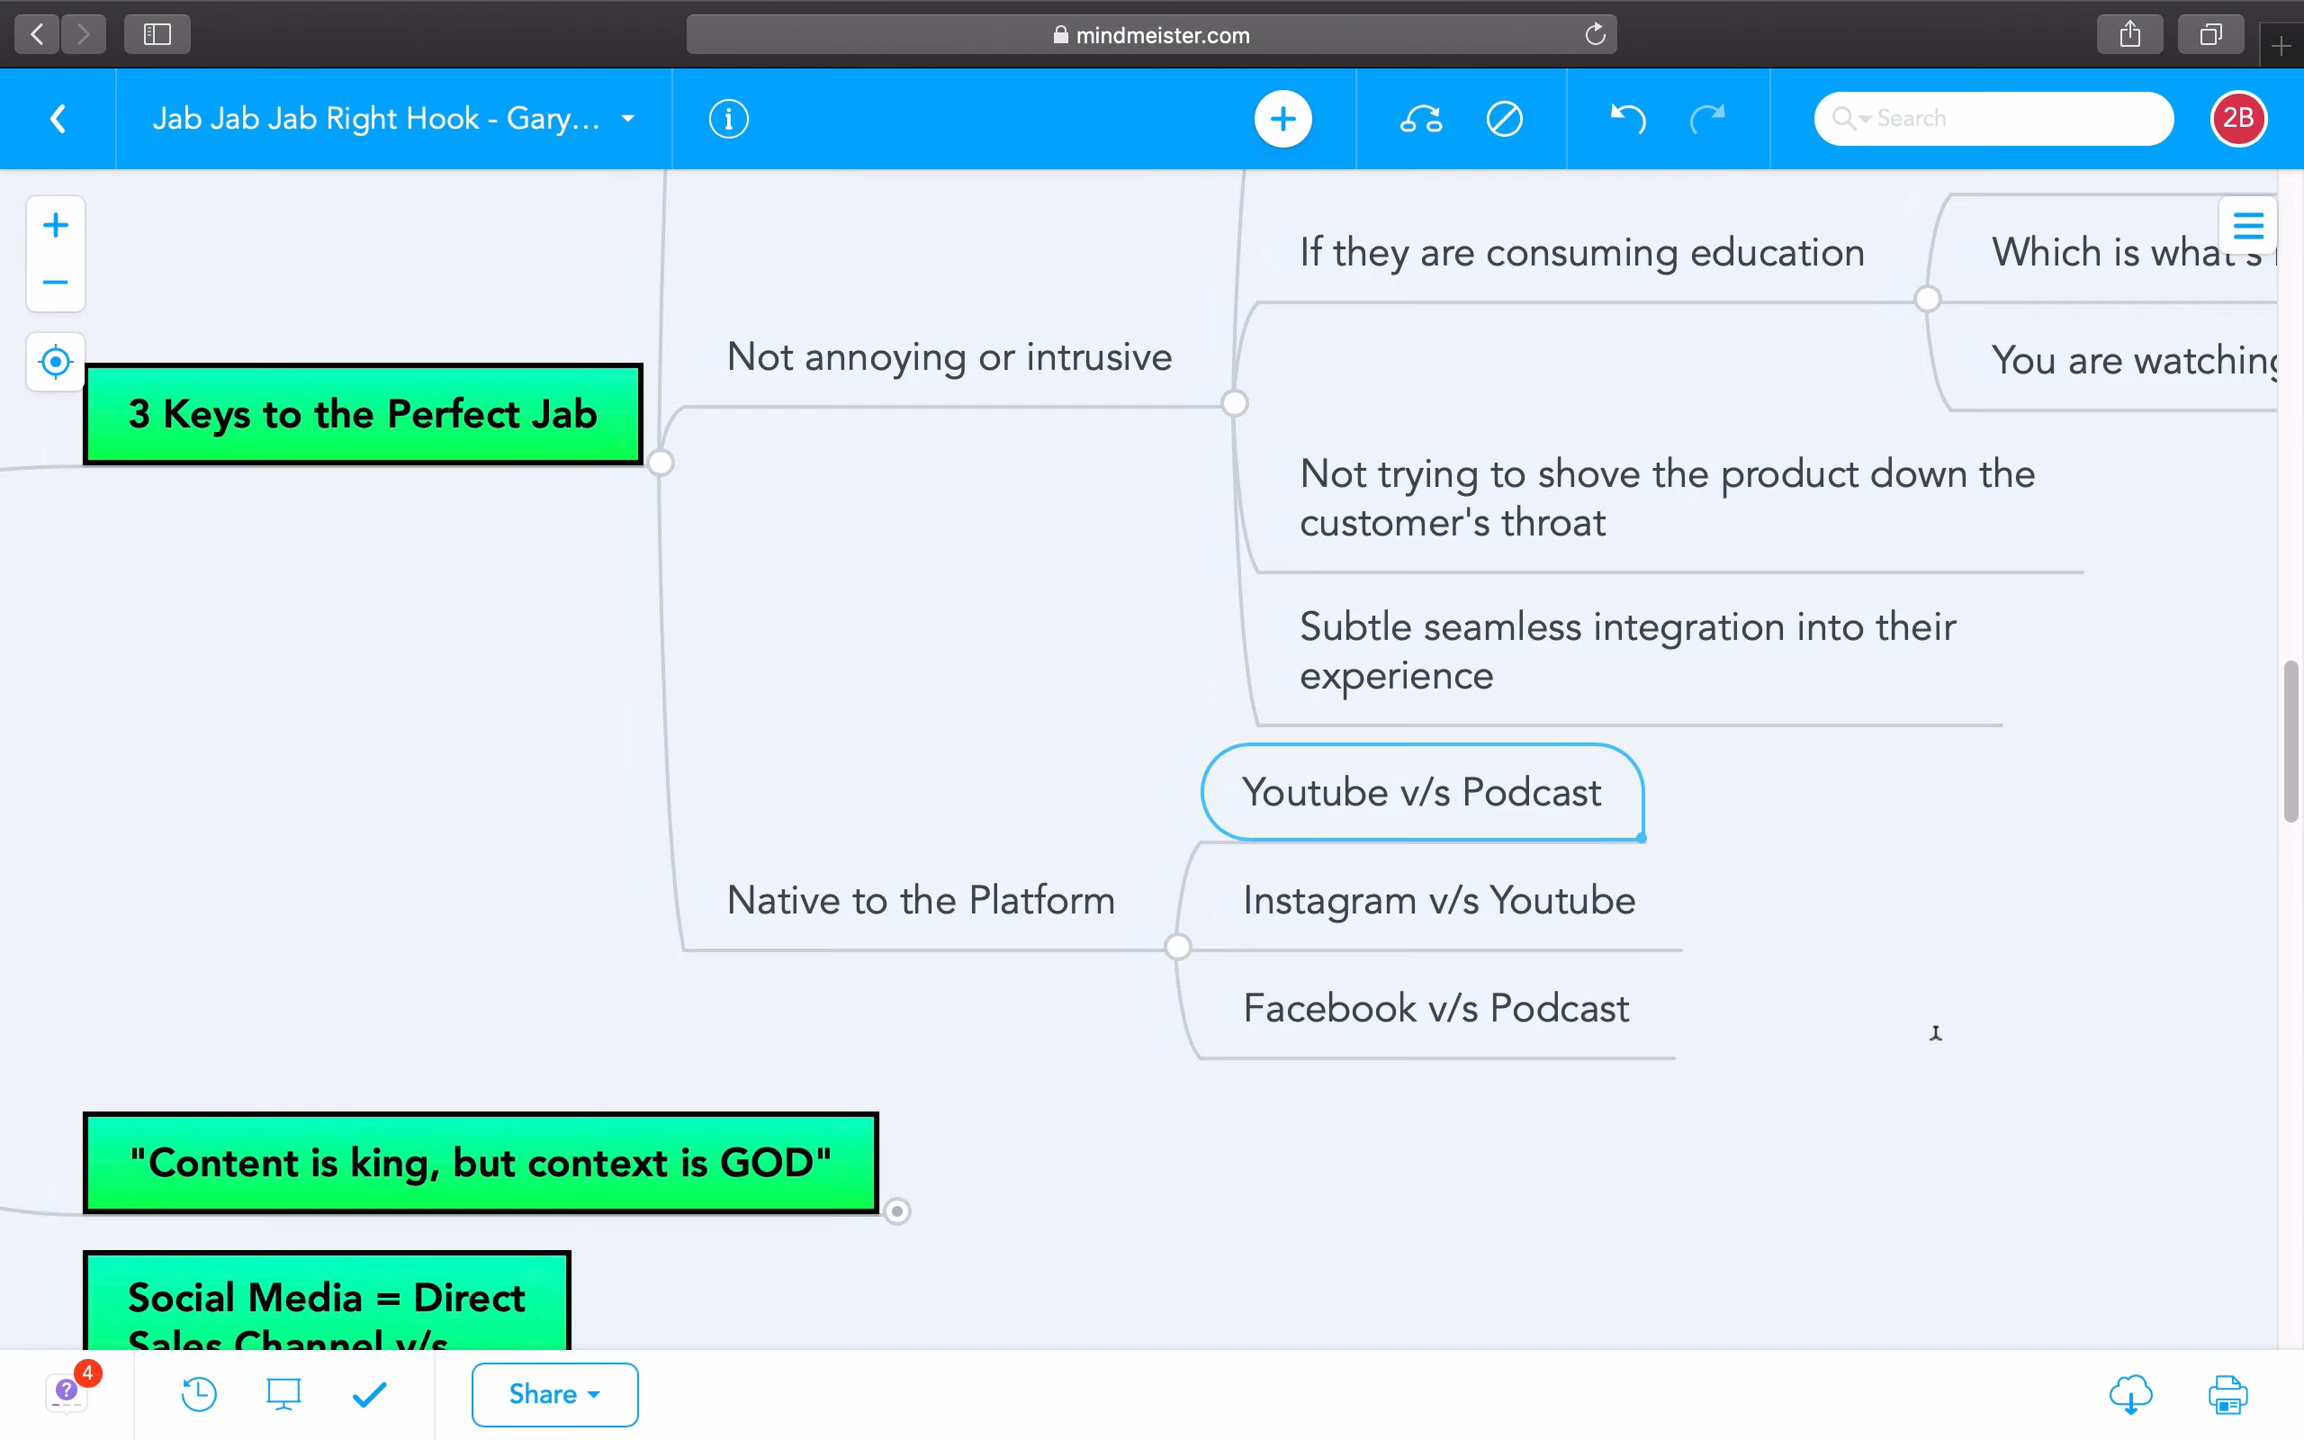 mindmeister.com
Jab Jab Jab Right Hook - Gary...
Search
2B
If they are consuming education
Which is what's
You are watching
Not annoying or intrusive
3 Keys to the Perfect Jab
Not trying to shove the product down the
customer's throat
Subtle seamless integration into their
experience
Youtube v/s Podcast
Native to the Platform
Instagram v/s Youtube
Facebook v/s Podcast
"Content is king, but context is GOD"
Social Media = Direct
Sales Channel v/s
4
Share